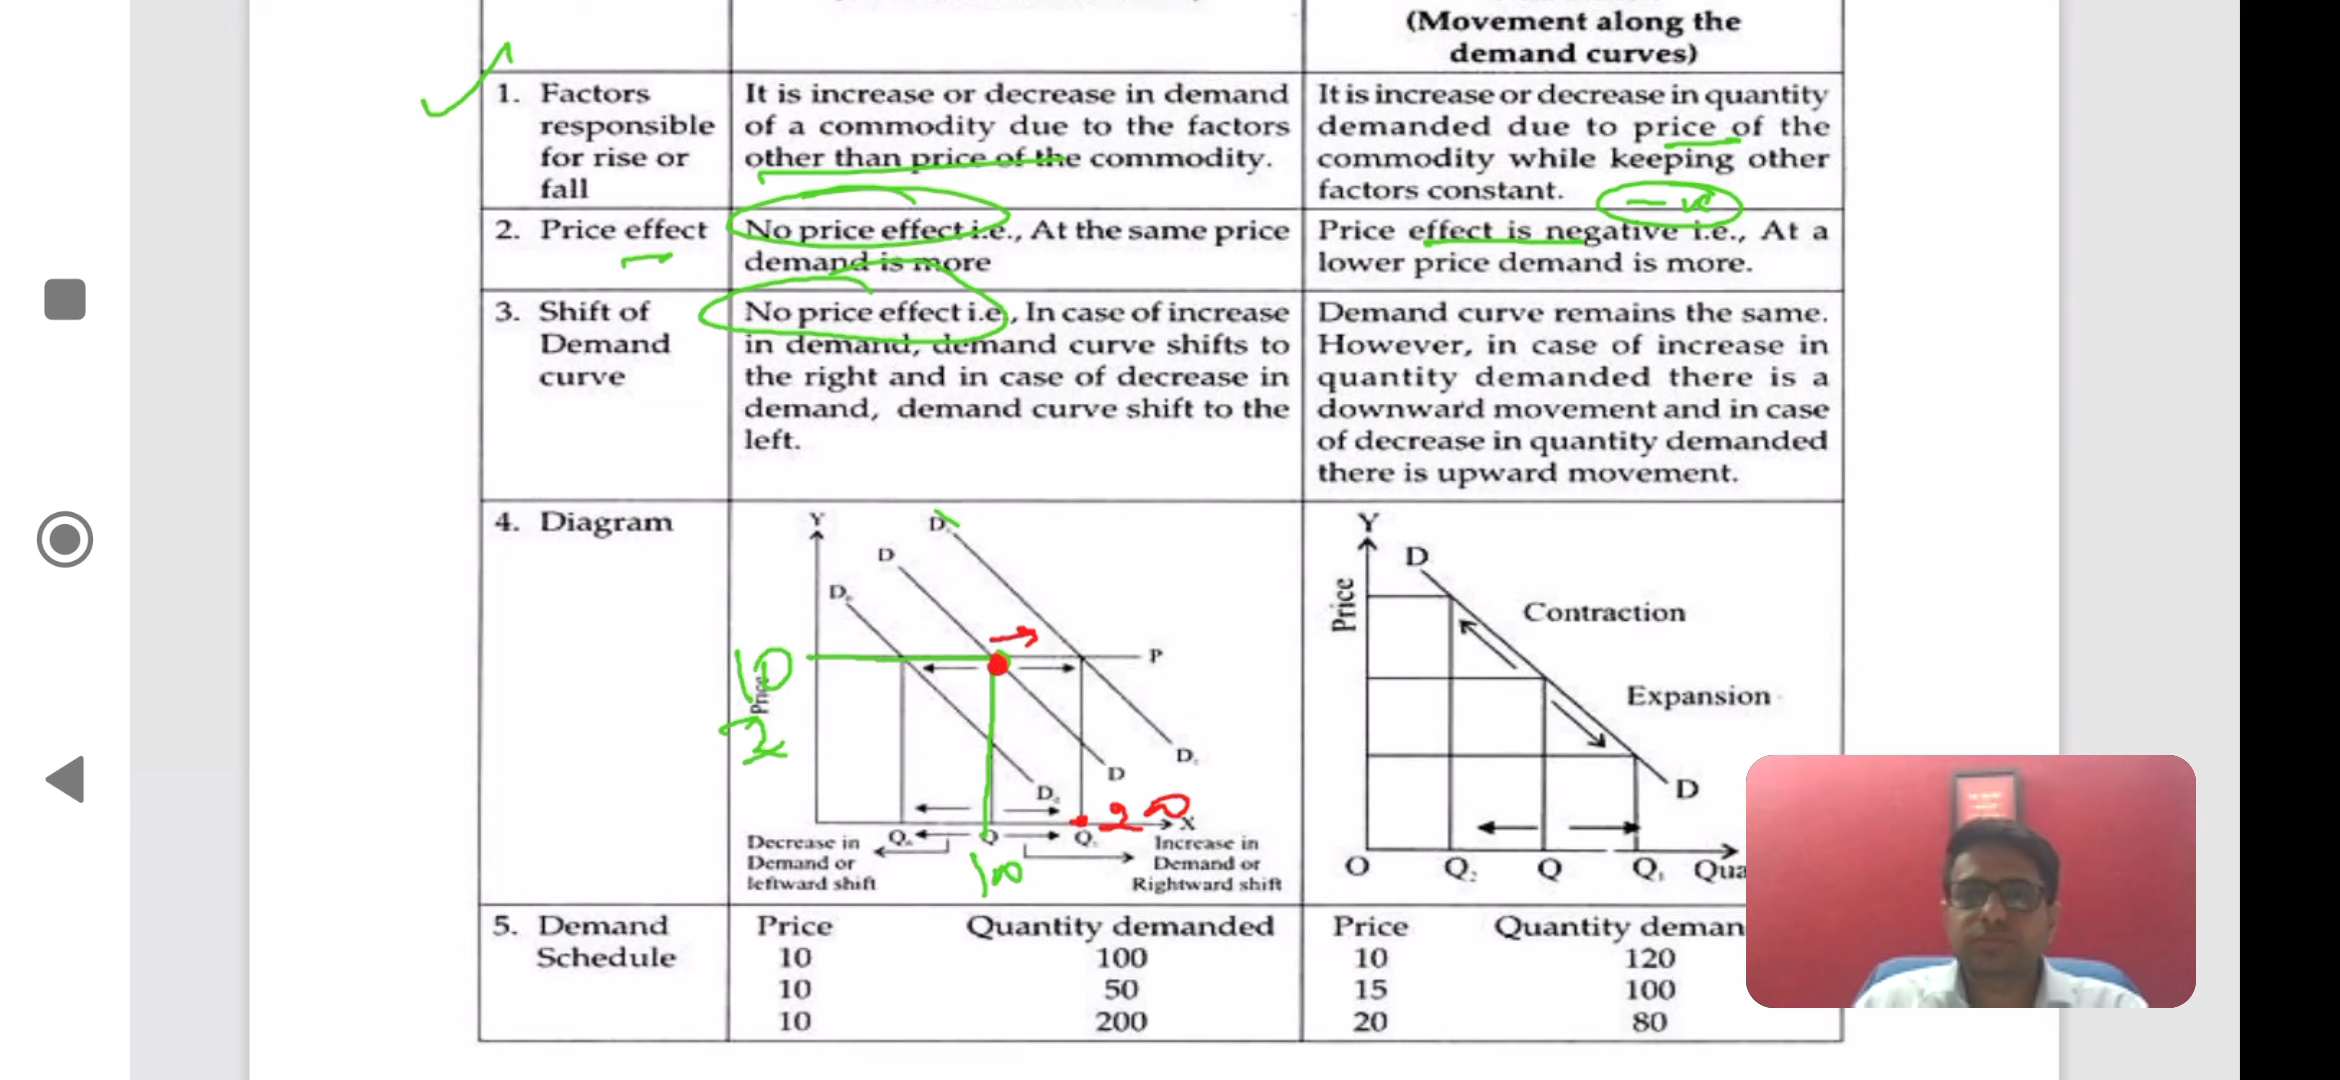 (Movement along the
demand curves)
1. Factors
responsible
for rise or
fall
It is increase or decrease in demand
of a commodity due to the factors
other than price of the commodity.
It is increase or decrease in quantity
demanded due to price of the
commodity while keeping other
factors constant.
-ve
2. Price effect
No price effect i.e., At the same price
demand is more
Price effect is negative i.e., At a
lower price demand is more.
3. Shift of
Demand
curve
No price effect i.e., In case of increase
in demand, demand curve shifts to
the right and in case of decrease in
demand, demand curve shift to the
left.
Demand curve remains the same.
However, in case of increase in
quantity demanded there is a
downward movement and in case
of decrease in quantity demanded
there is upward movement.
4. Diagram
Y
D
D
D
10
Price
P
D
D
D
Q
Q
Q
X
100
Decrease in
Demand or
leftward shift
Increase in
Demand or
Rightward shift
Y
Price
D
Contraction
Expansion
D
O
Q₂
Q
Q₁
5. Demand
Schedule
Price Quantity demanded
10 100
10 50
10 200
Price Quantity
10 120
15 100
20 80